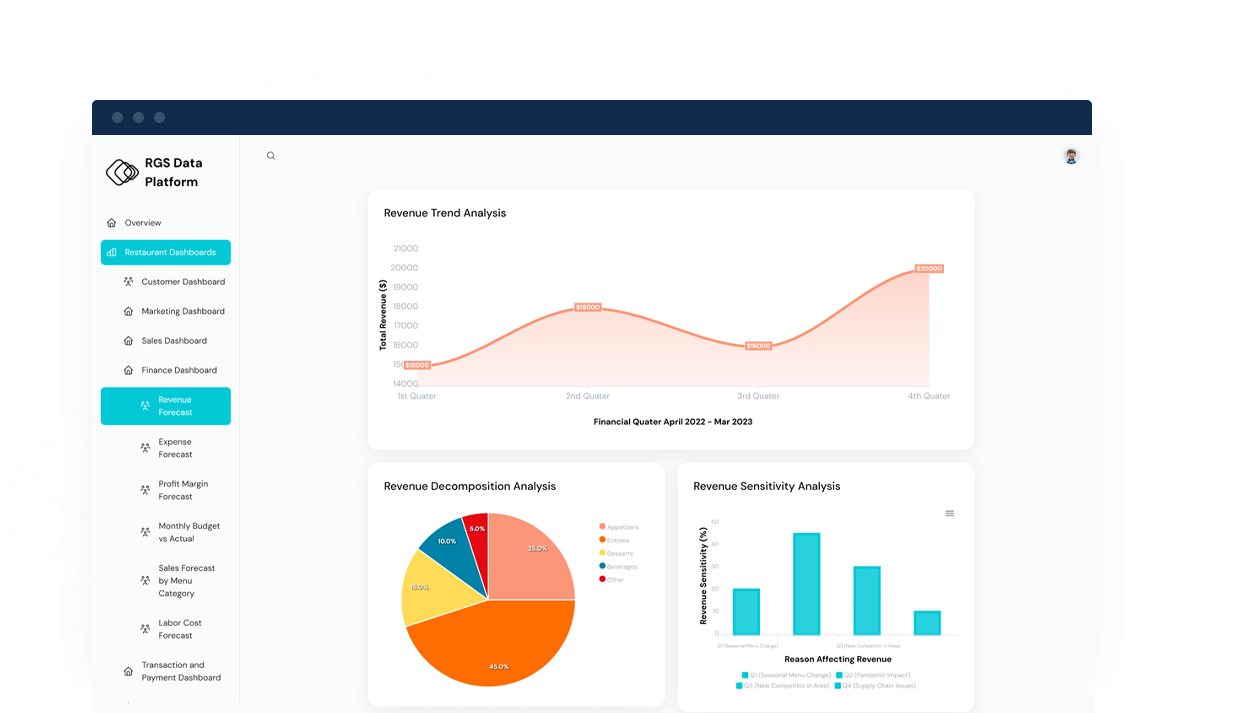 RGS Data
Platform
Overview
Restaurant Dashboards
Customer Dashboard
Marketing Dashboard
Sales Dashboard
Finance Dashboard
Revenue
Forecast
Expense
Forecast
Profit Margin
Forecast
Monthly Budget
vs Actual
Sales Forecast
by Menu
Category
Labor Cost
Forecast
Transaction and
Payment Dashboard
Revenue Trend Analysis
Total Revenue ($)
21000
20000
19000
18000
17000
16000
14000
$15000
$18000
$16000
$20000
1st Quater
2nd Quater
3rd Quater
4th Quater
Financial Quater April 2022 - Mar 2023
Revenue Decomposition Analysis
25.0%
45.0%
15.0%
10.0%
5.0%
Appetizers
Entrees
Desserts
Beverages
Other
Revenue Sensitivity Analysis
Revenue Sensitivity (%)
50
40
30
20
10
0
Q1 (Seasonal Menu Change)
Q3 (New Competitor in Area)
Reason Affecting Revenue
Q1 (Seasonal Menu Change) Q2 (Pandemic Impact)
Q3 (New Competitor in Area) Q4 (Supply Chain Issues)